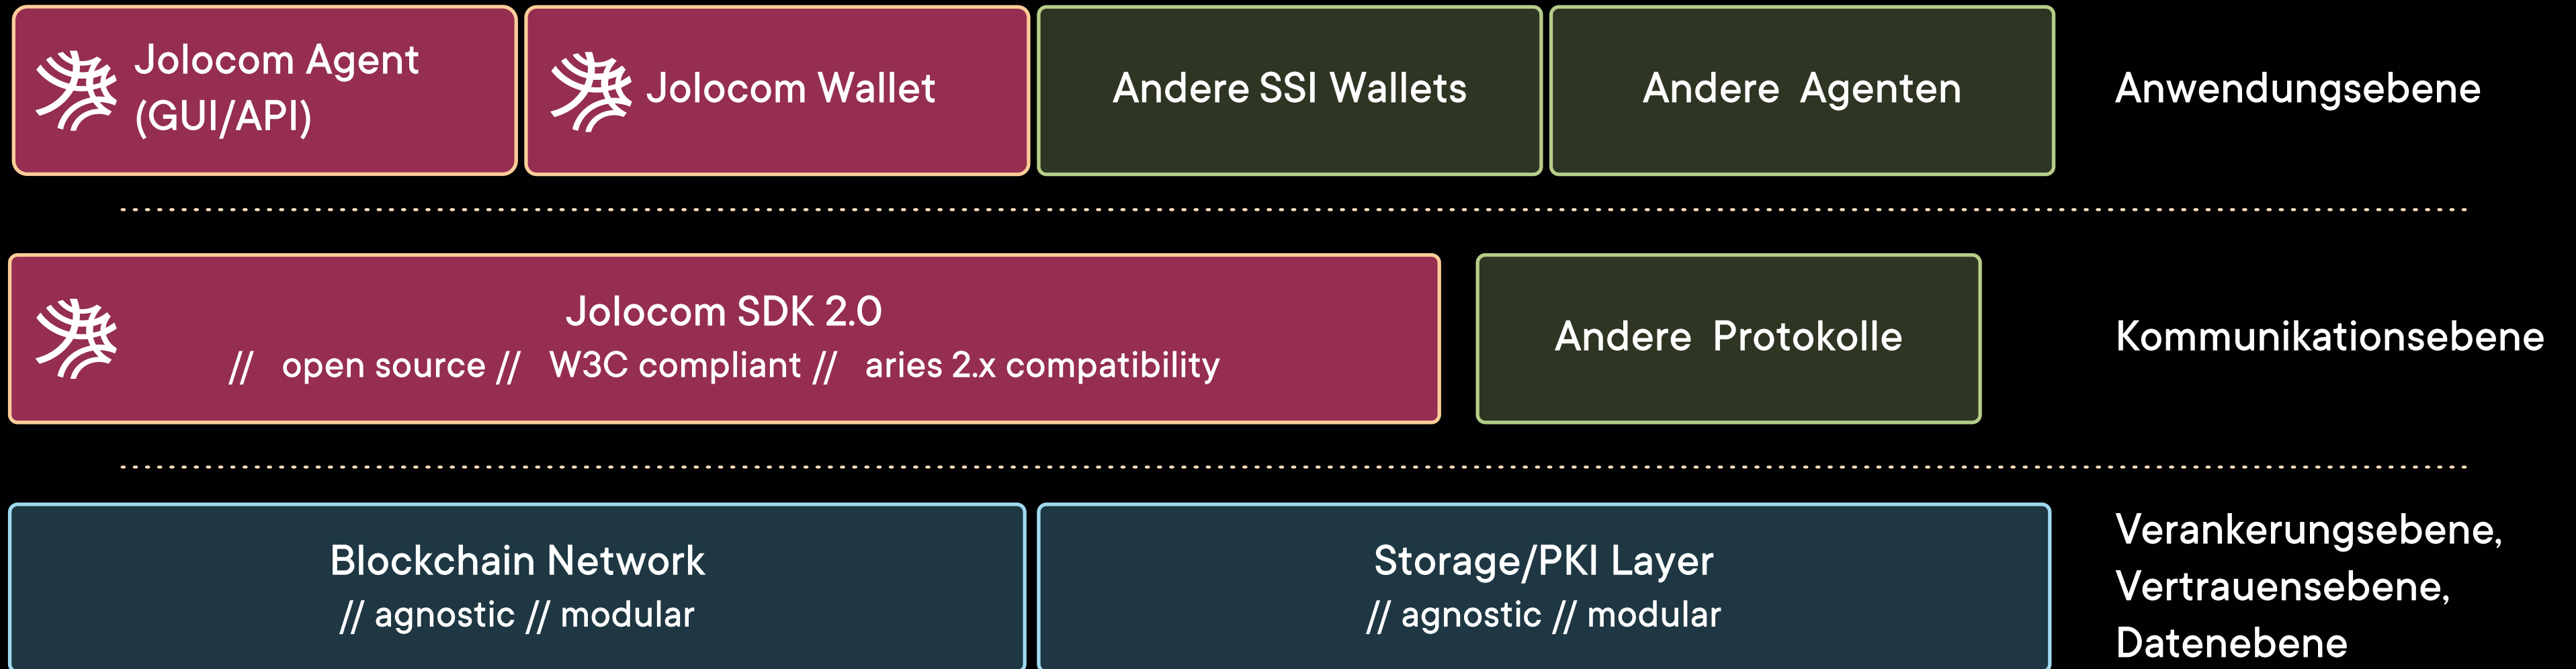 Jolocom Agent
(GUI/API)
Jolocom Wallet
Andere SSI Wallets
Andere Agenten
Anwendungsebene
Jolocom SDK 2.0
// open source // W3C compliant // aries 2.x compatibility
Andere Protokolle
Kommunikationsebene
Blockchain Network
// agnostic // modular
Storage/PKI Layer
// agnostic // modular
Verankerungsebene,
Vertrauensebene,
Datenebene